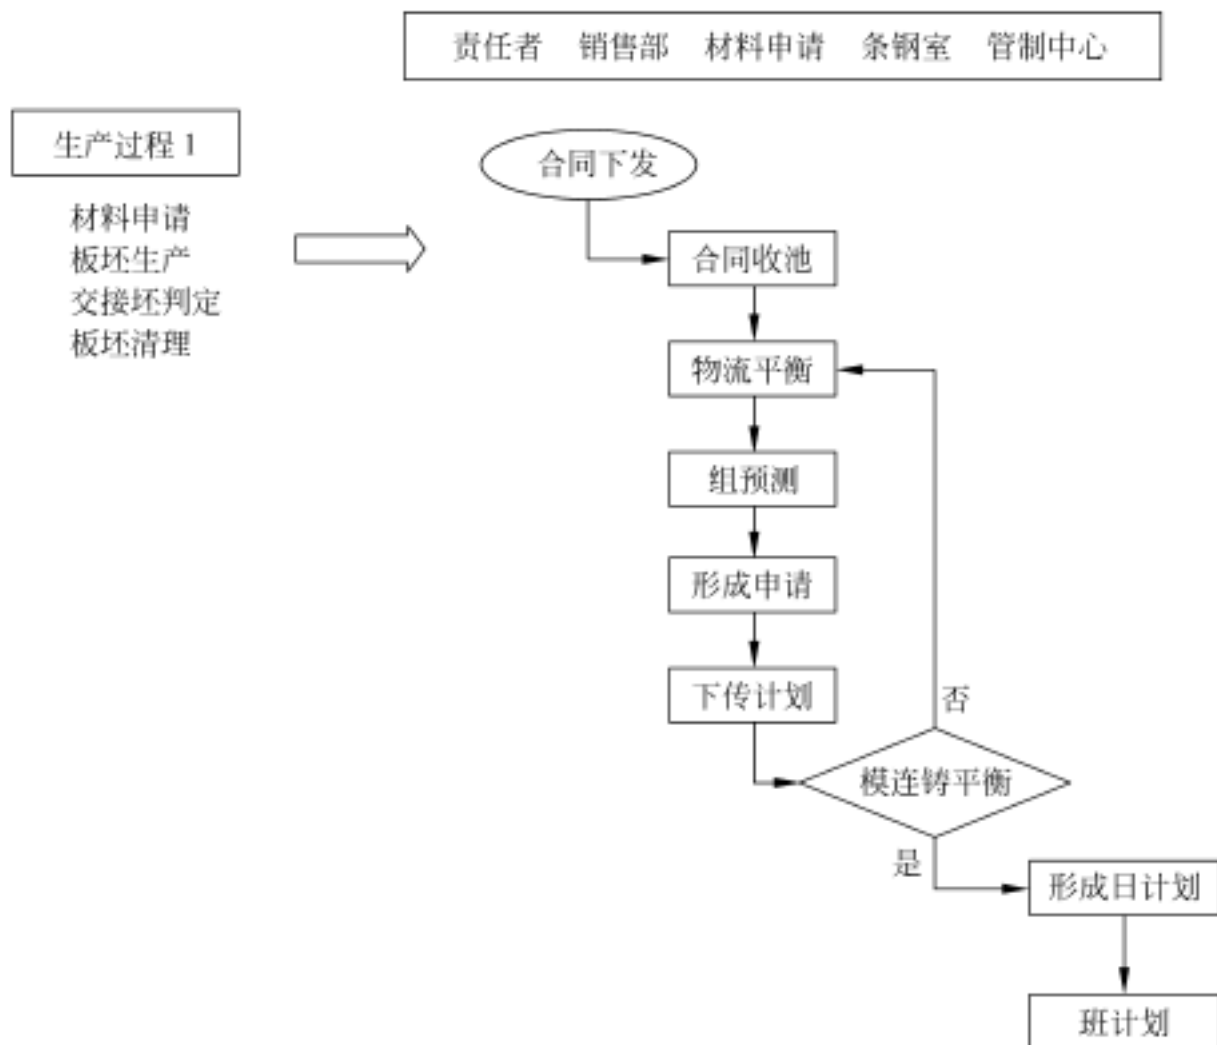 责任者 销售部 材料申请 条钢室 管制中心
生产过程 1
材料申请
板坯生产
交接坯判定
板坯清理
合同下发
合同收池
物流平衡
组预测
形成申请
下传计划
否
模连铸平衡
是
形成日计划
班计划